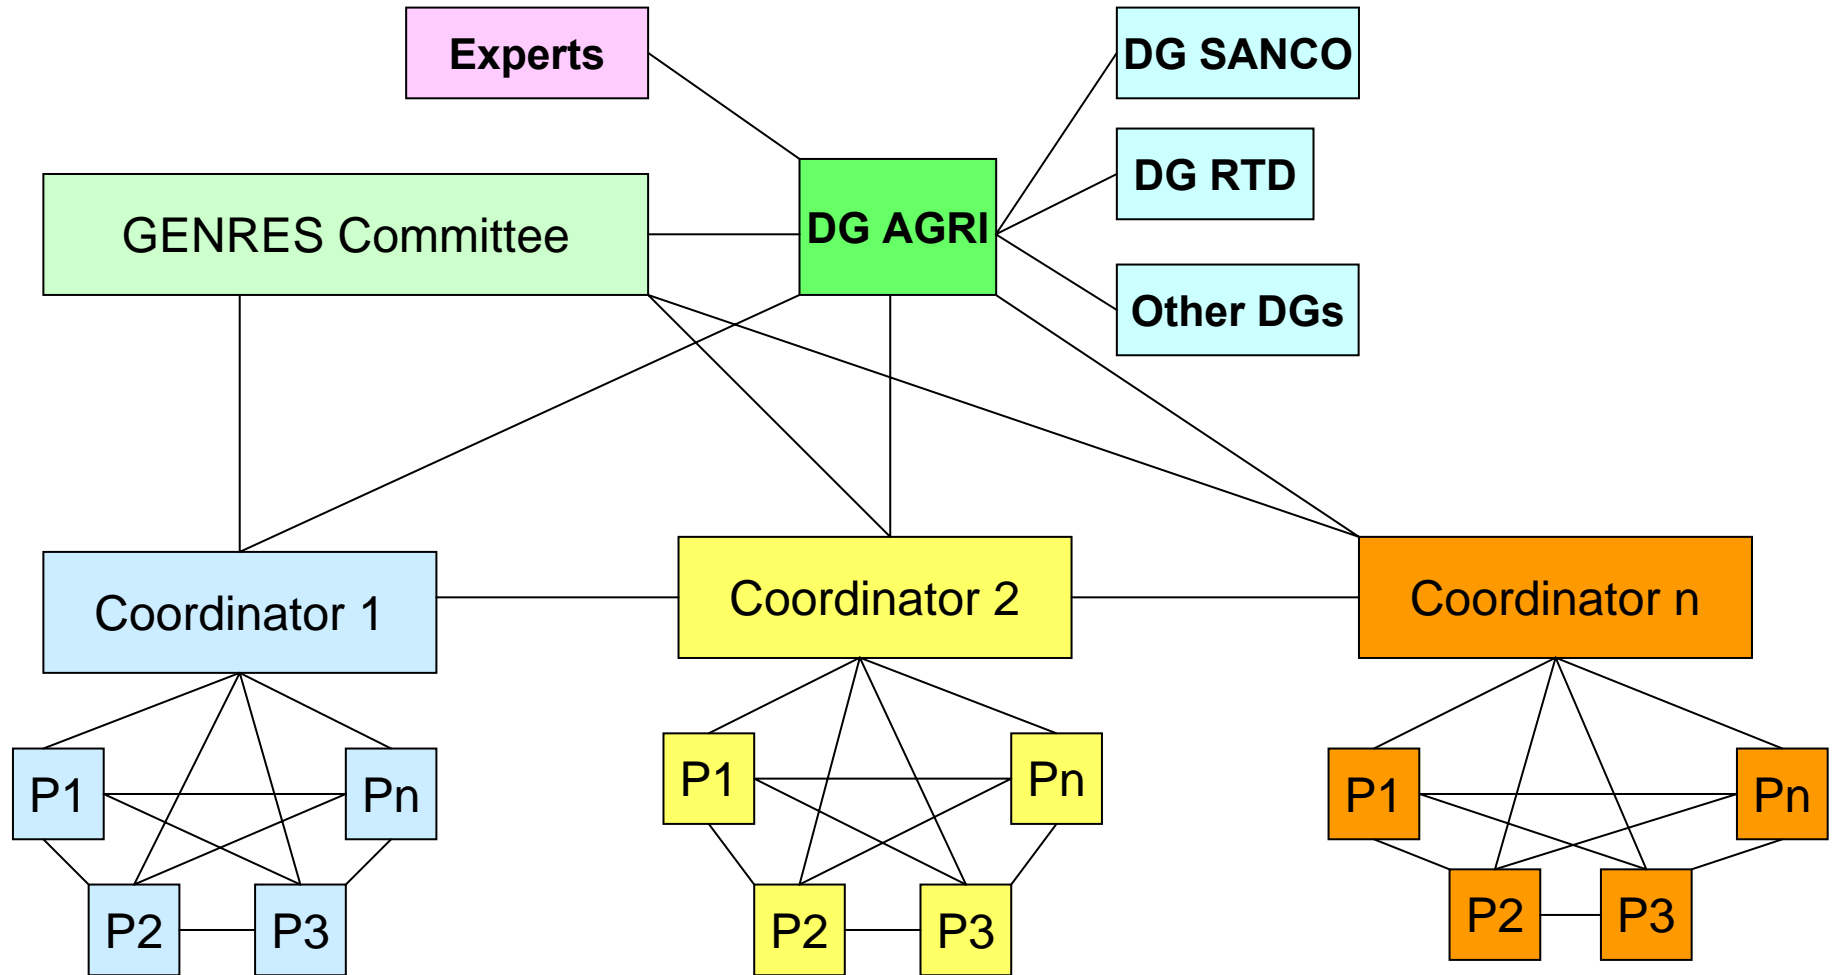 Experts
DG SANCO
DG RTD
GENRES Committee
DG AGRI
Other DGs
Coordinator 1
Coordinator 2
Coordinator n
P1
Pn
P2
P3
P1
Pn
P2
P3
P1
Pn
P2
P3